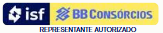 isf BB CONSÓRCIOS
REPRESENTANTE AUTORIZADO